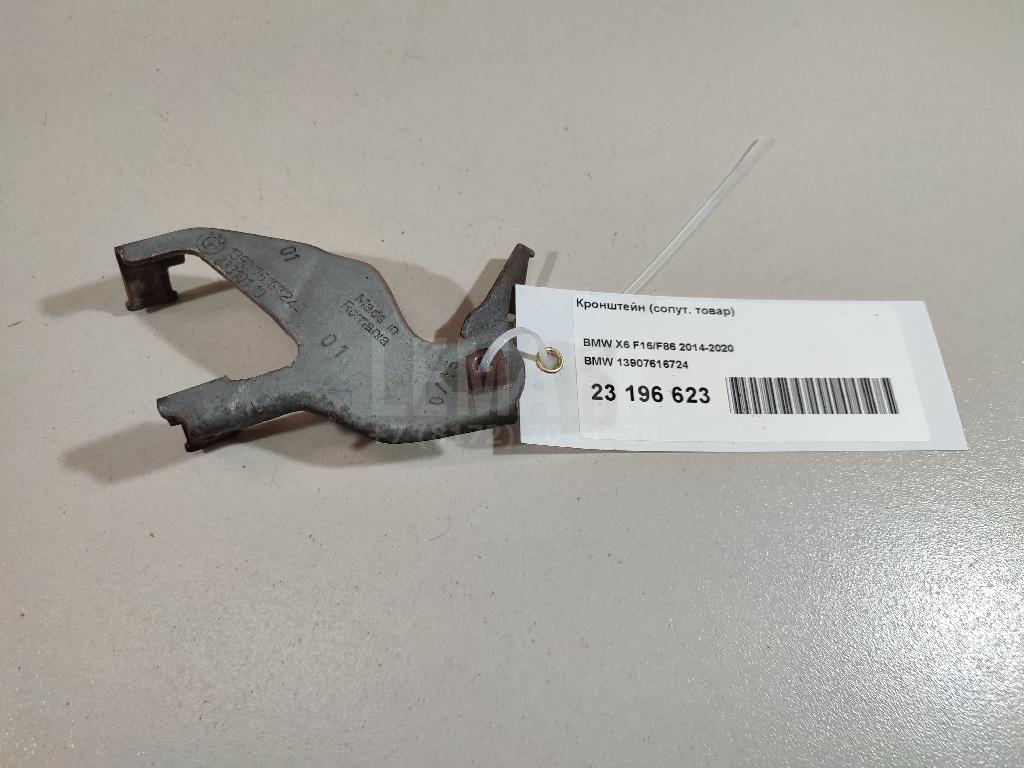 01
13907616724
Made in
Romania
01
Кронштейн (сопут. товар)
BMW X6 F16/F86 2014-2020
BMW 13907616724
23 196 623